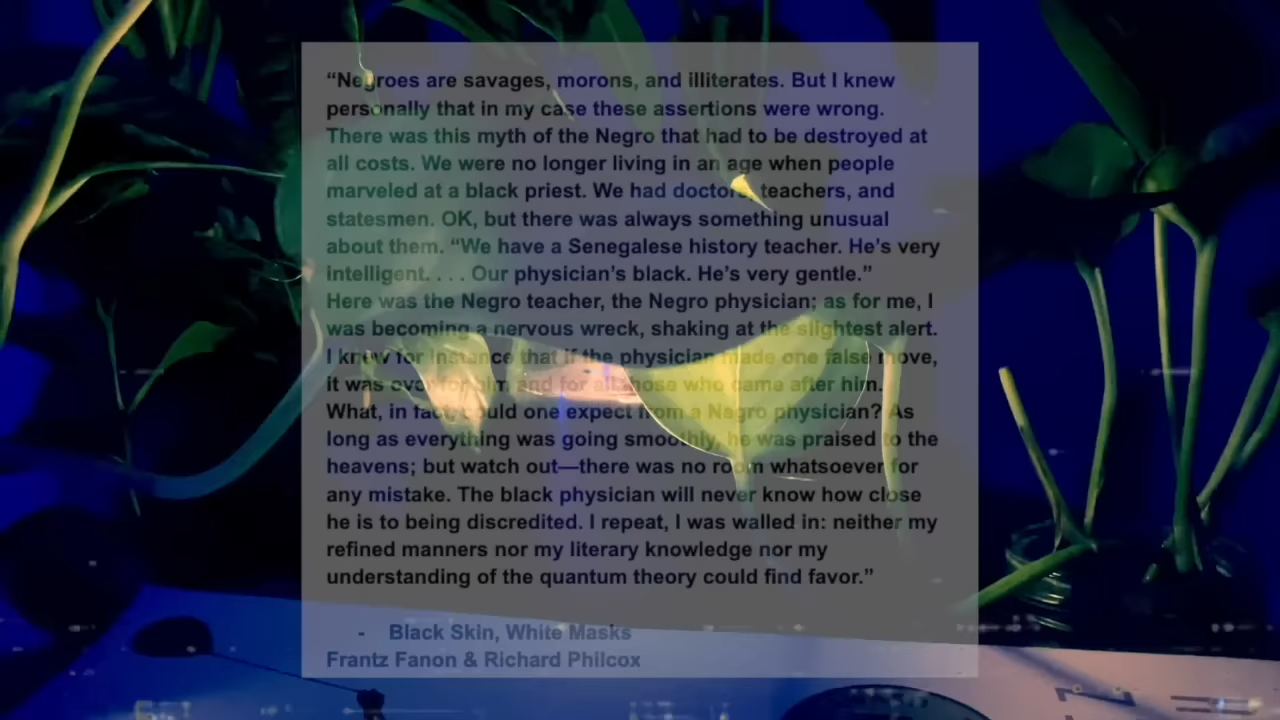 “Negroes are savages, morons, and illiterates. But I knew
personally that in my case these assertions were wrong.
There was this myth of the Negro that had to be destroyed at
all costs. We were no longer living in an age when people
marveled at a black priest. We had doctors, teachers, and
statesmen. OK, but there was always something unusual
about them. “We have a Senegalese history teacher. He’s very
intelligent. . . . Our physician’s black. He’s very gentle.”
Here was the Negro teacher, the Negro physician; as for me, I
was becoming a nervous wreck, shaking at the slightest alert.
I knew for instance that if the physician made one false move,
it was over for him and for all those who came after him.
What, in fact, could one expect from a Negro physician? As
long as everything was going smoothly, he was praised to the
heavens; but watch out—there was no room whatsoever for
any mistake. The black physician will never know how close
he is to being discredited. I repeat, I was walled in: neither my
refined manners nor my literary knowledge nor my
understanding of the quantum theory could find favor.”
- Black Skin, White Masks
Frantz Fanon & Richard Philcox